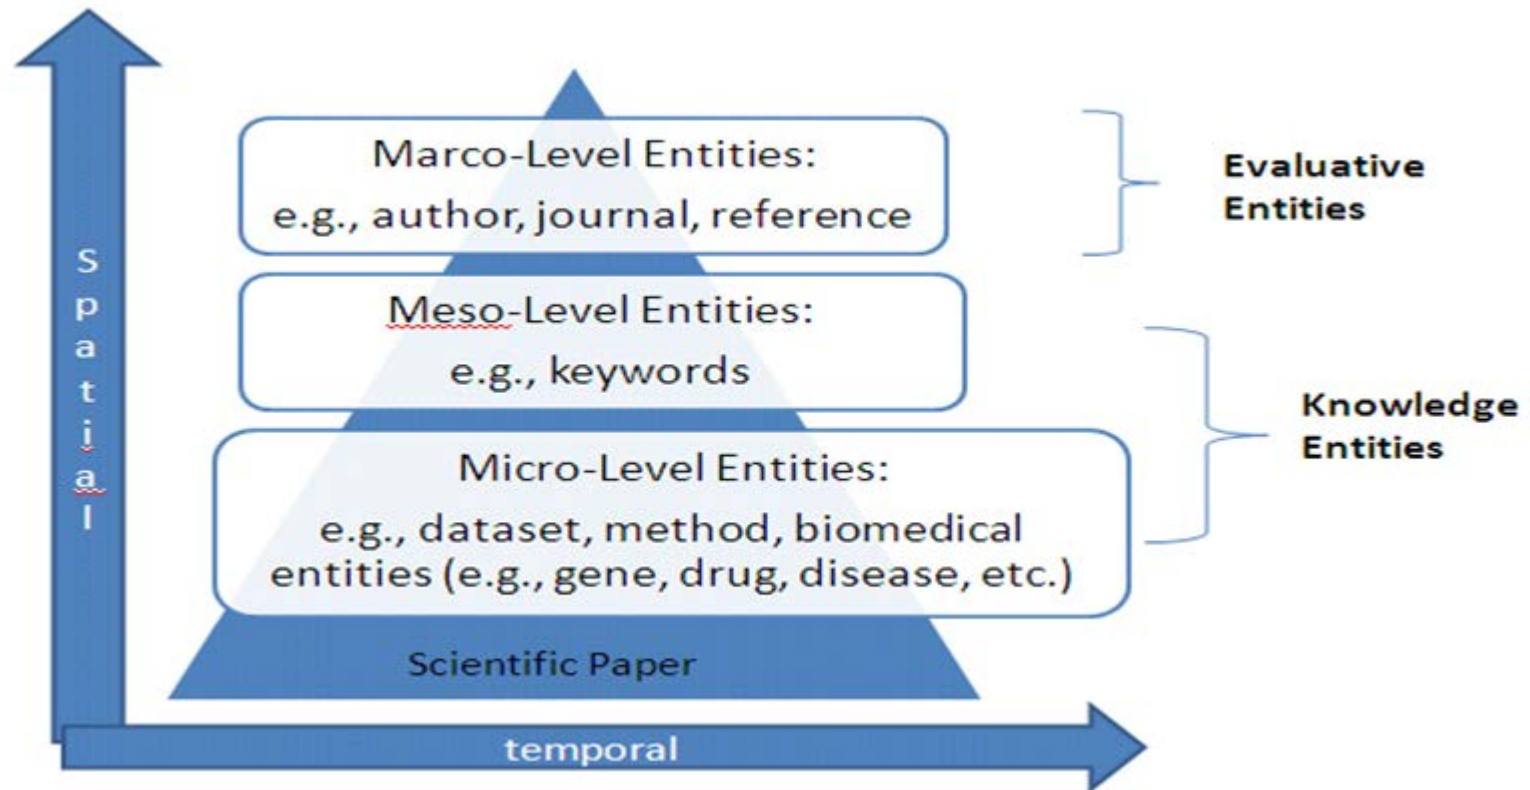 Marco-Level Entities:
e.g., author, journal, reference
Evaluative
Entities
Meso-Level Entities:
e.g., keywords
Knowledge
Entities
Micro-Level Entities:
e.g., dataset, method, biomedical
entities (e.g., gene, drug, disease, etc.)
Scientific Paper
Spatial
temporal